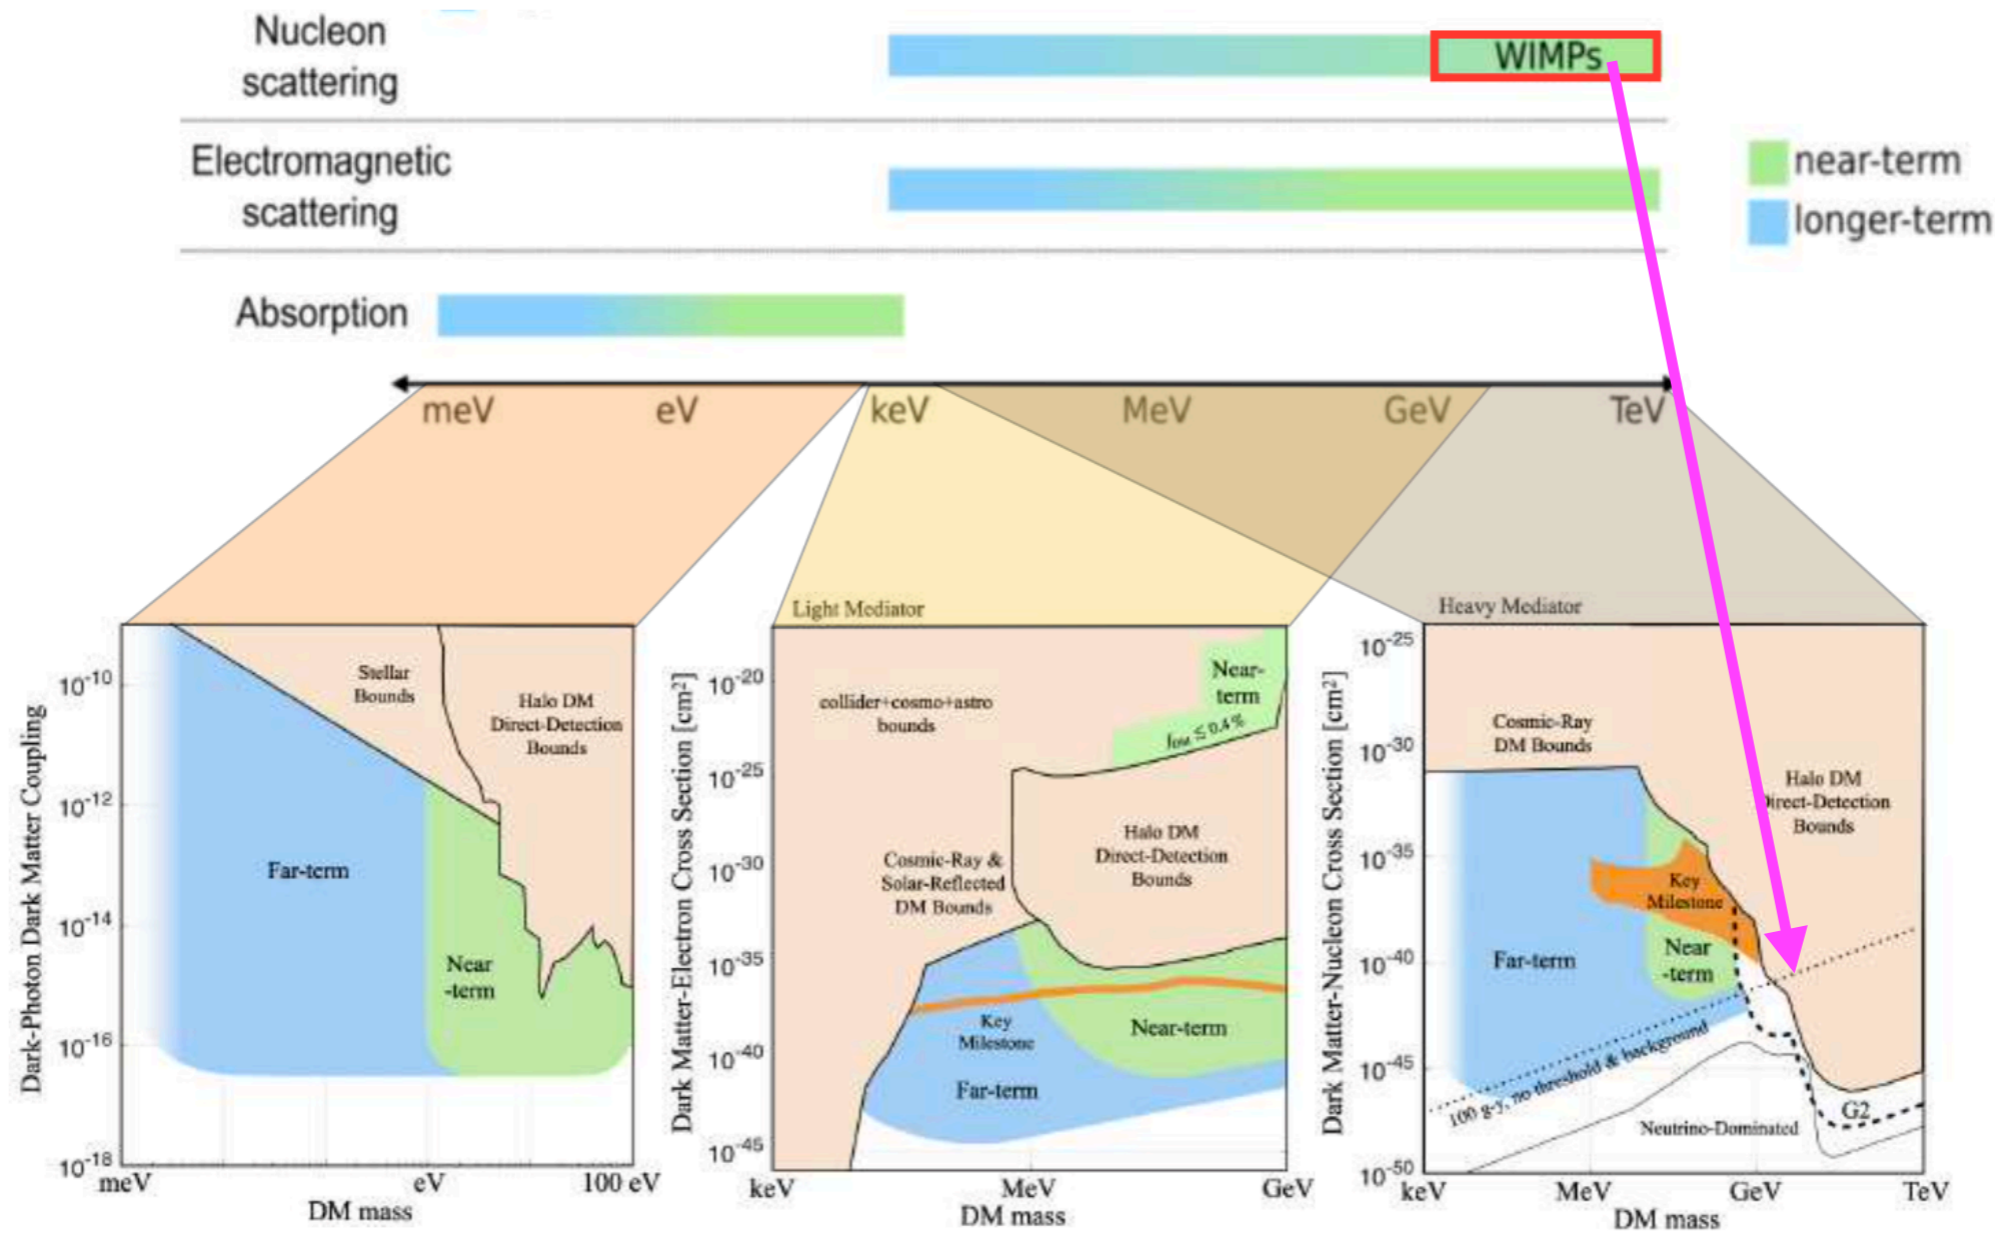 Nucleon
scattering
WIMPs
Electromagnetic
scattering
near-term
longer-term
Absorption
meV
eV
keV
MeV
GeV
TeV
Dark-Photon Dark Matter Coupling
10-10
10-12
10-14
10-16
10-18
Stellar
Bounds
Halo DM
Direct-Detection
Bounds
Far-term
Near
-term
meV
eV
100 eV
DM mass
Light Mediator
Dark Matter-Electron Cross Section [cm2]
10-20
10-25
10-30
10-35
10-40
10-45
collider+cosmo+astro
bounds
Near-
term
fDM ≤ 0.4%
Halo DM
Direct-Detection
Bounds
Cosmic-Ray &
Solar-Reflected
DM Bounds
Key
Milestone
Near-term
Far-term
keV
MeV
GeV
DM mass
Heavy Mediator
Dark Matter-Nucleon Cross Section [cm2]
10-25
10-30
10-35
10-40
10-45
10-50
Cosmic-Ray
DM Bounds
Halo DM
Direct-Detection
Bounds
Key
Milestone
Near
-term
Far-term
100 g-y, no threshold & background
G2
Neutrino-Dominated
keV
MeV
GeV
TeV
DM mass